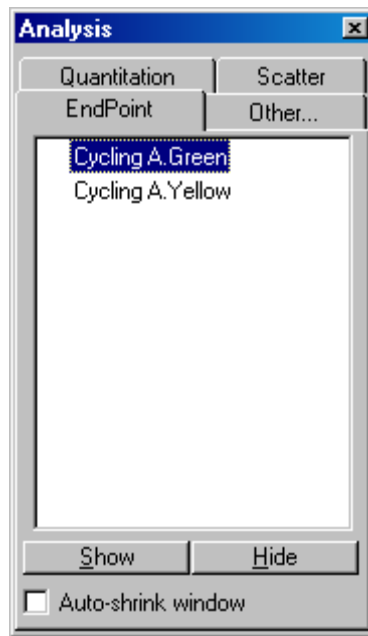 Analysis
Quantitation Scatter
EndPoint Other...
Cycling A.Green
Cycling A.Yellow
Show Hide
Auto-shrink window